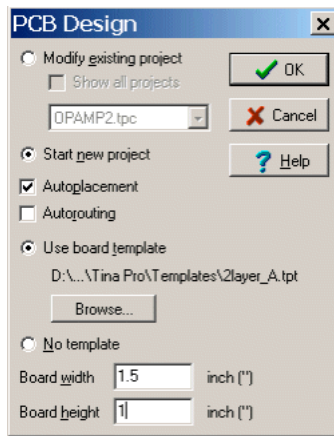 PCB Design
Modify existing project
Show all projects
OPAMP2.tpc
OK
Cancel
Help
Start new project
Autoplacement
Autorouting
Use board template
D:\...\Tina Pro\Templates\2layer_A.tpt
Browse...
No template
Board width 1.5 inch (")
Board height 1 inch (")